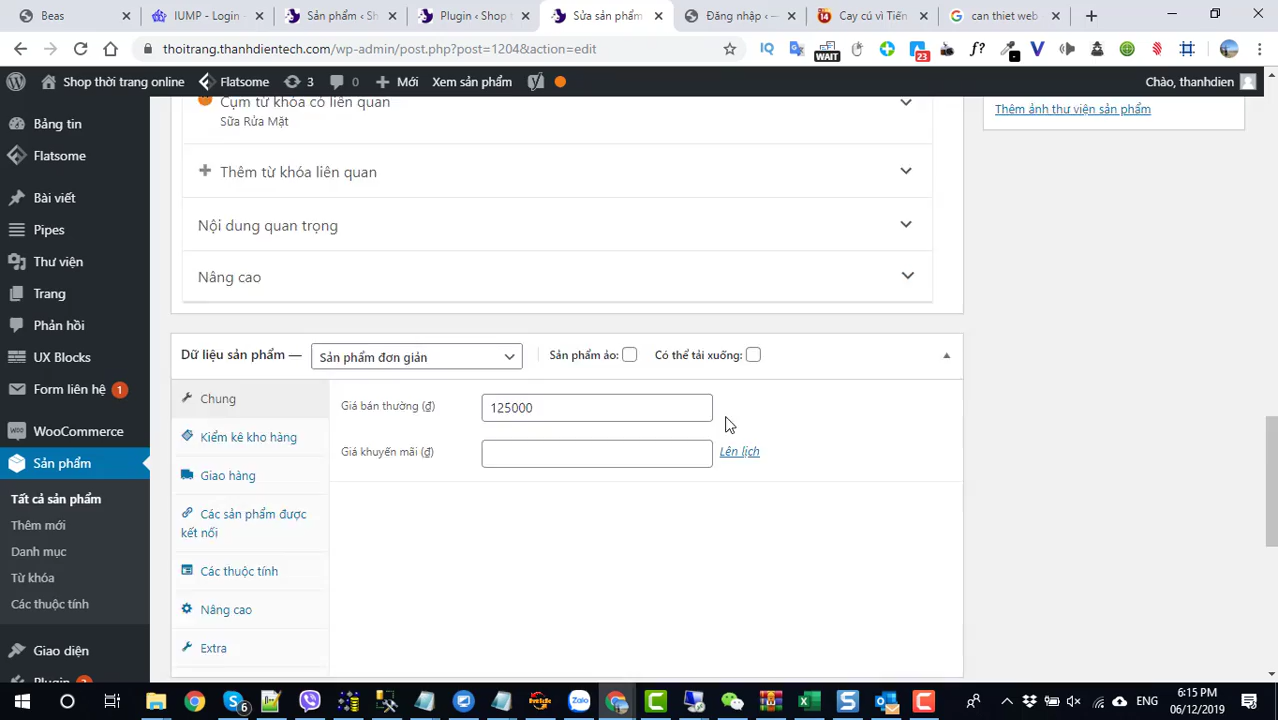 Beas
IUMP - Login
Sản phẩm ‹ Sh
Plugin ‹ Shop t
Sửa sản phẩm
Đăng nhập ‹
Cay cú vì Tiến
can thiet web
thoitrang.thanhdientech.com/wp-admin/post.php?post=1204&action=edit
IQ
WAIT
23
f?
Shop thời trang online
Flatsome
3
0
Mới
Xem sản phẩm
Chào, thanhdien
Bảng tin
Flatsome
Bài viết
Pipes
Thư viện
Trang
Phản hồi
UX Blocks
Form liên hệ 1
WooCommerce
Sản phẩm
Tất cả sản phẩm
Thêm mới
Danh mục
Từ khóa
Các thuộc tính
Giao diện
Plugin
Cụm từ khóa có liên quan
Sữa Rửa Mặt
Thêm từ khóa liên quan
Nội dung quan trọng
Nâng cao
Thêm ảnh thư viện sản phẩm
Dữ liệu sản phẩm — Sản phẩm đơn giản
Sản phẩm ảo:
Có thể tải xuống:
Chung
Kiểm kê kho hàng
Giao hàng
Các sản phẩm được
kết nối
Các thuộc tính
Nâng cao
Extra
Giá bán thường (₫) 125000
Giá khuyến mãi (₫)
Lên lịch
6
Zalo
ENG
6:15 PM
06/12/2019